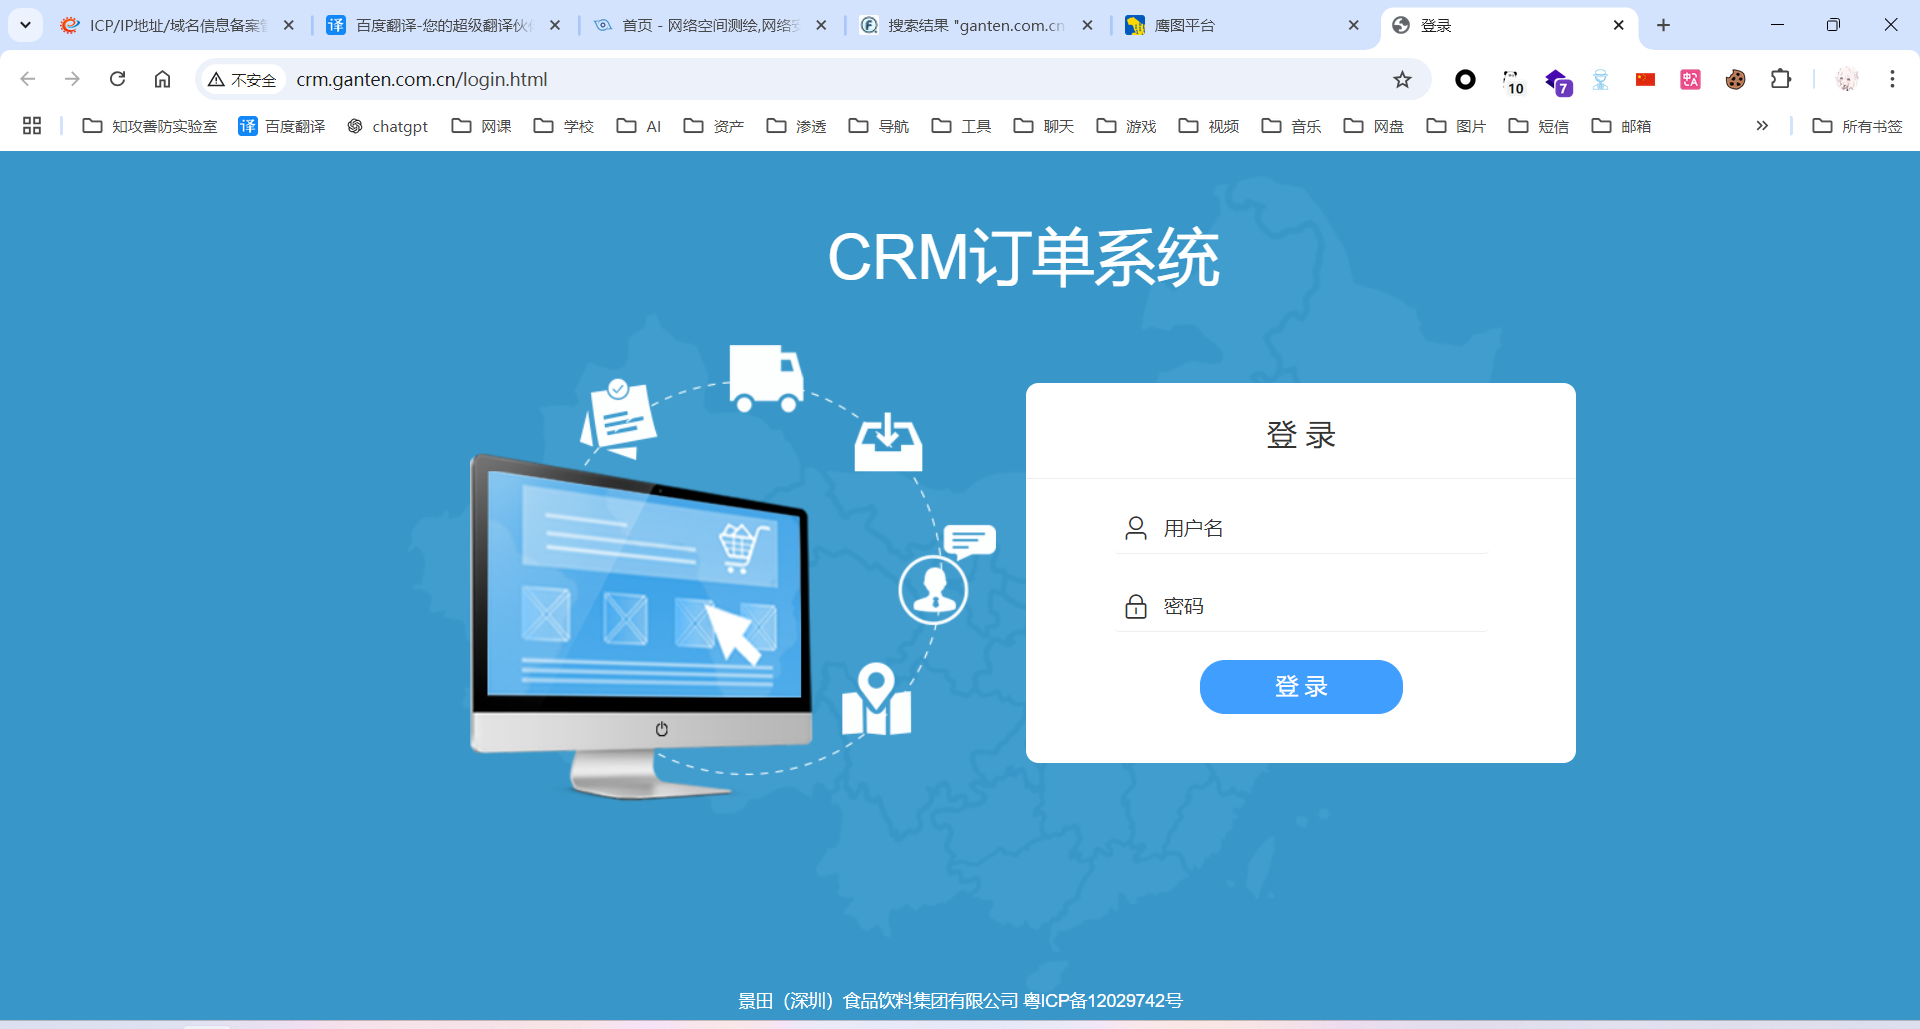 ICP/IP地址/域名信息备案管
百度翻译-您的超级翻译伙伴
首页 - 网络空间测绘,网络安
搜索结果 "ganten.com.cn
鹰图平台
登录
不安全
crm.ganten.com.cn/login.html
10
7
知攻善防实验室
百度翻译
chatgpt
网课
学校
AI
资产
渗透
导航
工具
聊天
游戏
视频
音乐
网盘
图片
短信
邮箱
所有书签
CRM订单系统
登 录
用户名
密码
登 录
景田（深圳）食品饮料集团有限公司 粤ICP备12029742号